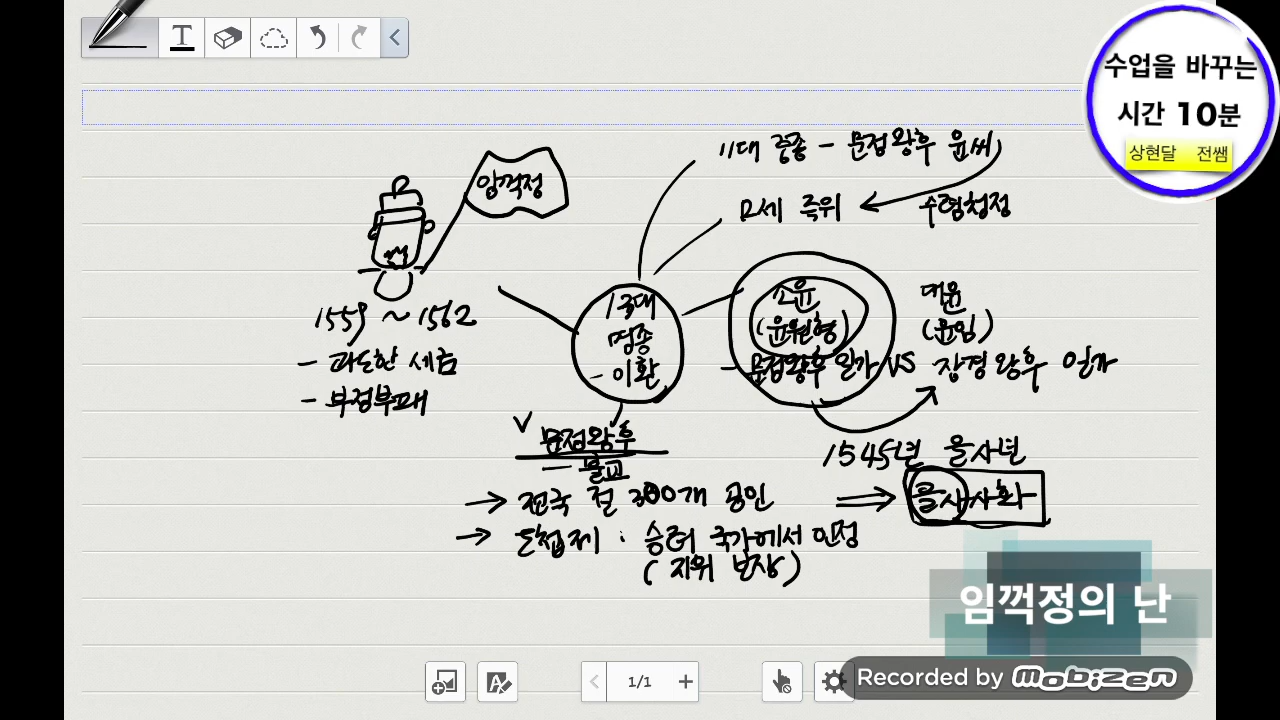 T
수업을 바꾸는
시간 10분
상현달 전쌤
11대 중종 - 문정왕후 윤씨
12세 즉위 수렴청정
임꺽정
1559 ~ 1562
- 과도한 세금
- 부정부패
13대
명종
- 이환
소윤
(윤원형)
- 문정왕후 일가 VS 장경왕후 일가
대윤
(윤임)
1545년 을사년
을사사화
문정왕후
- 불교
→ 전국 절 300개 공인
→ 도첩제 : 승려 국가에서 인정
(지위 보장)
임꺽정의 난
1/1
Recorded by mobizen